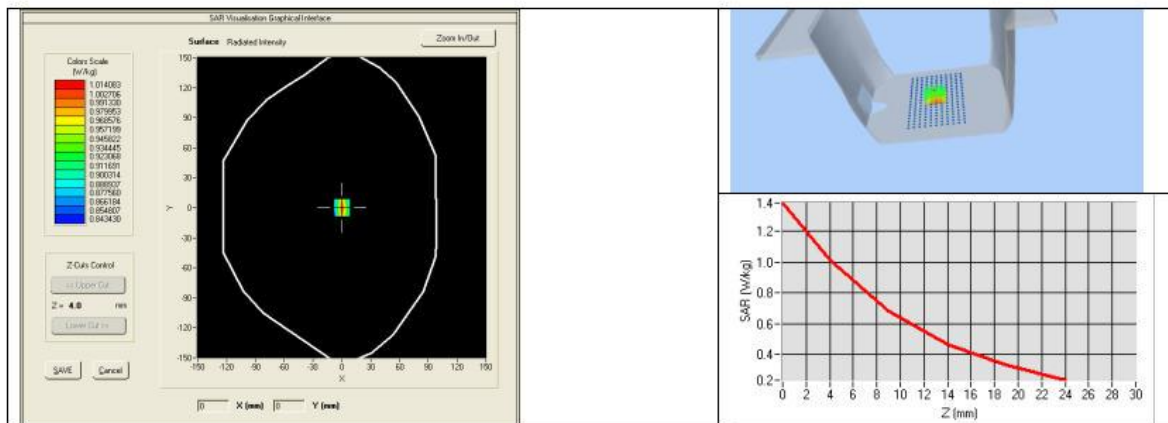 SAR Visualisation Graphical Interface
Surface Radiated Intensity
Zoom In/Out
Colors Scale
(W/kg)
1.014083
1.002706
0.991330
0.979953
0.968576
0.957199
0.945822
0.934445
0.923068
0.911691
0.900314
0.888937
0.877560
0.866184
0.854807
0.843430
Z-Cuts Control
<< Upper Cut
Z = 4.0 mm
Lower Cut >>
SAVE Cancel
150
120
90
60
30
0
-30
-60
-90
-120
-150
Y
-150 -120 -90 -60 -30 0 30 60 90 120 150
X
0 X (mm) 0 Y (mm)
1.4
1.2
1.0
0.8
0.6
0.4
0.2
SAR (W/kg)
0 2 4 6 8 10 12 14 16 18 20 22 24 26 28 30
Z (mm)